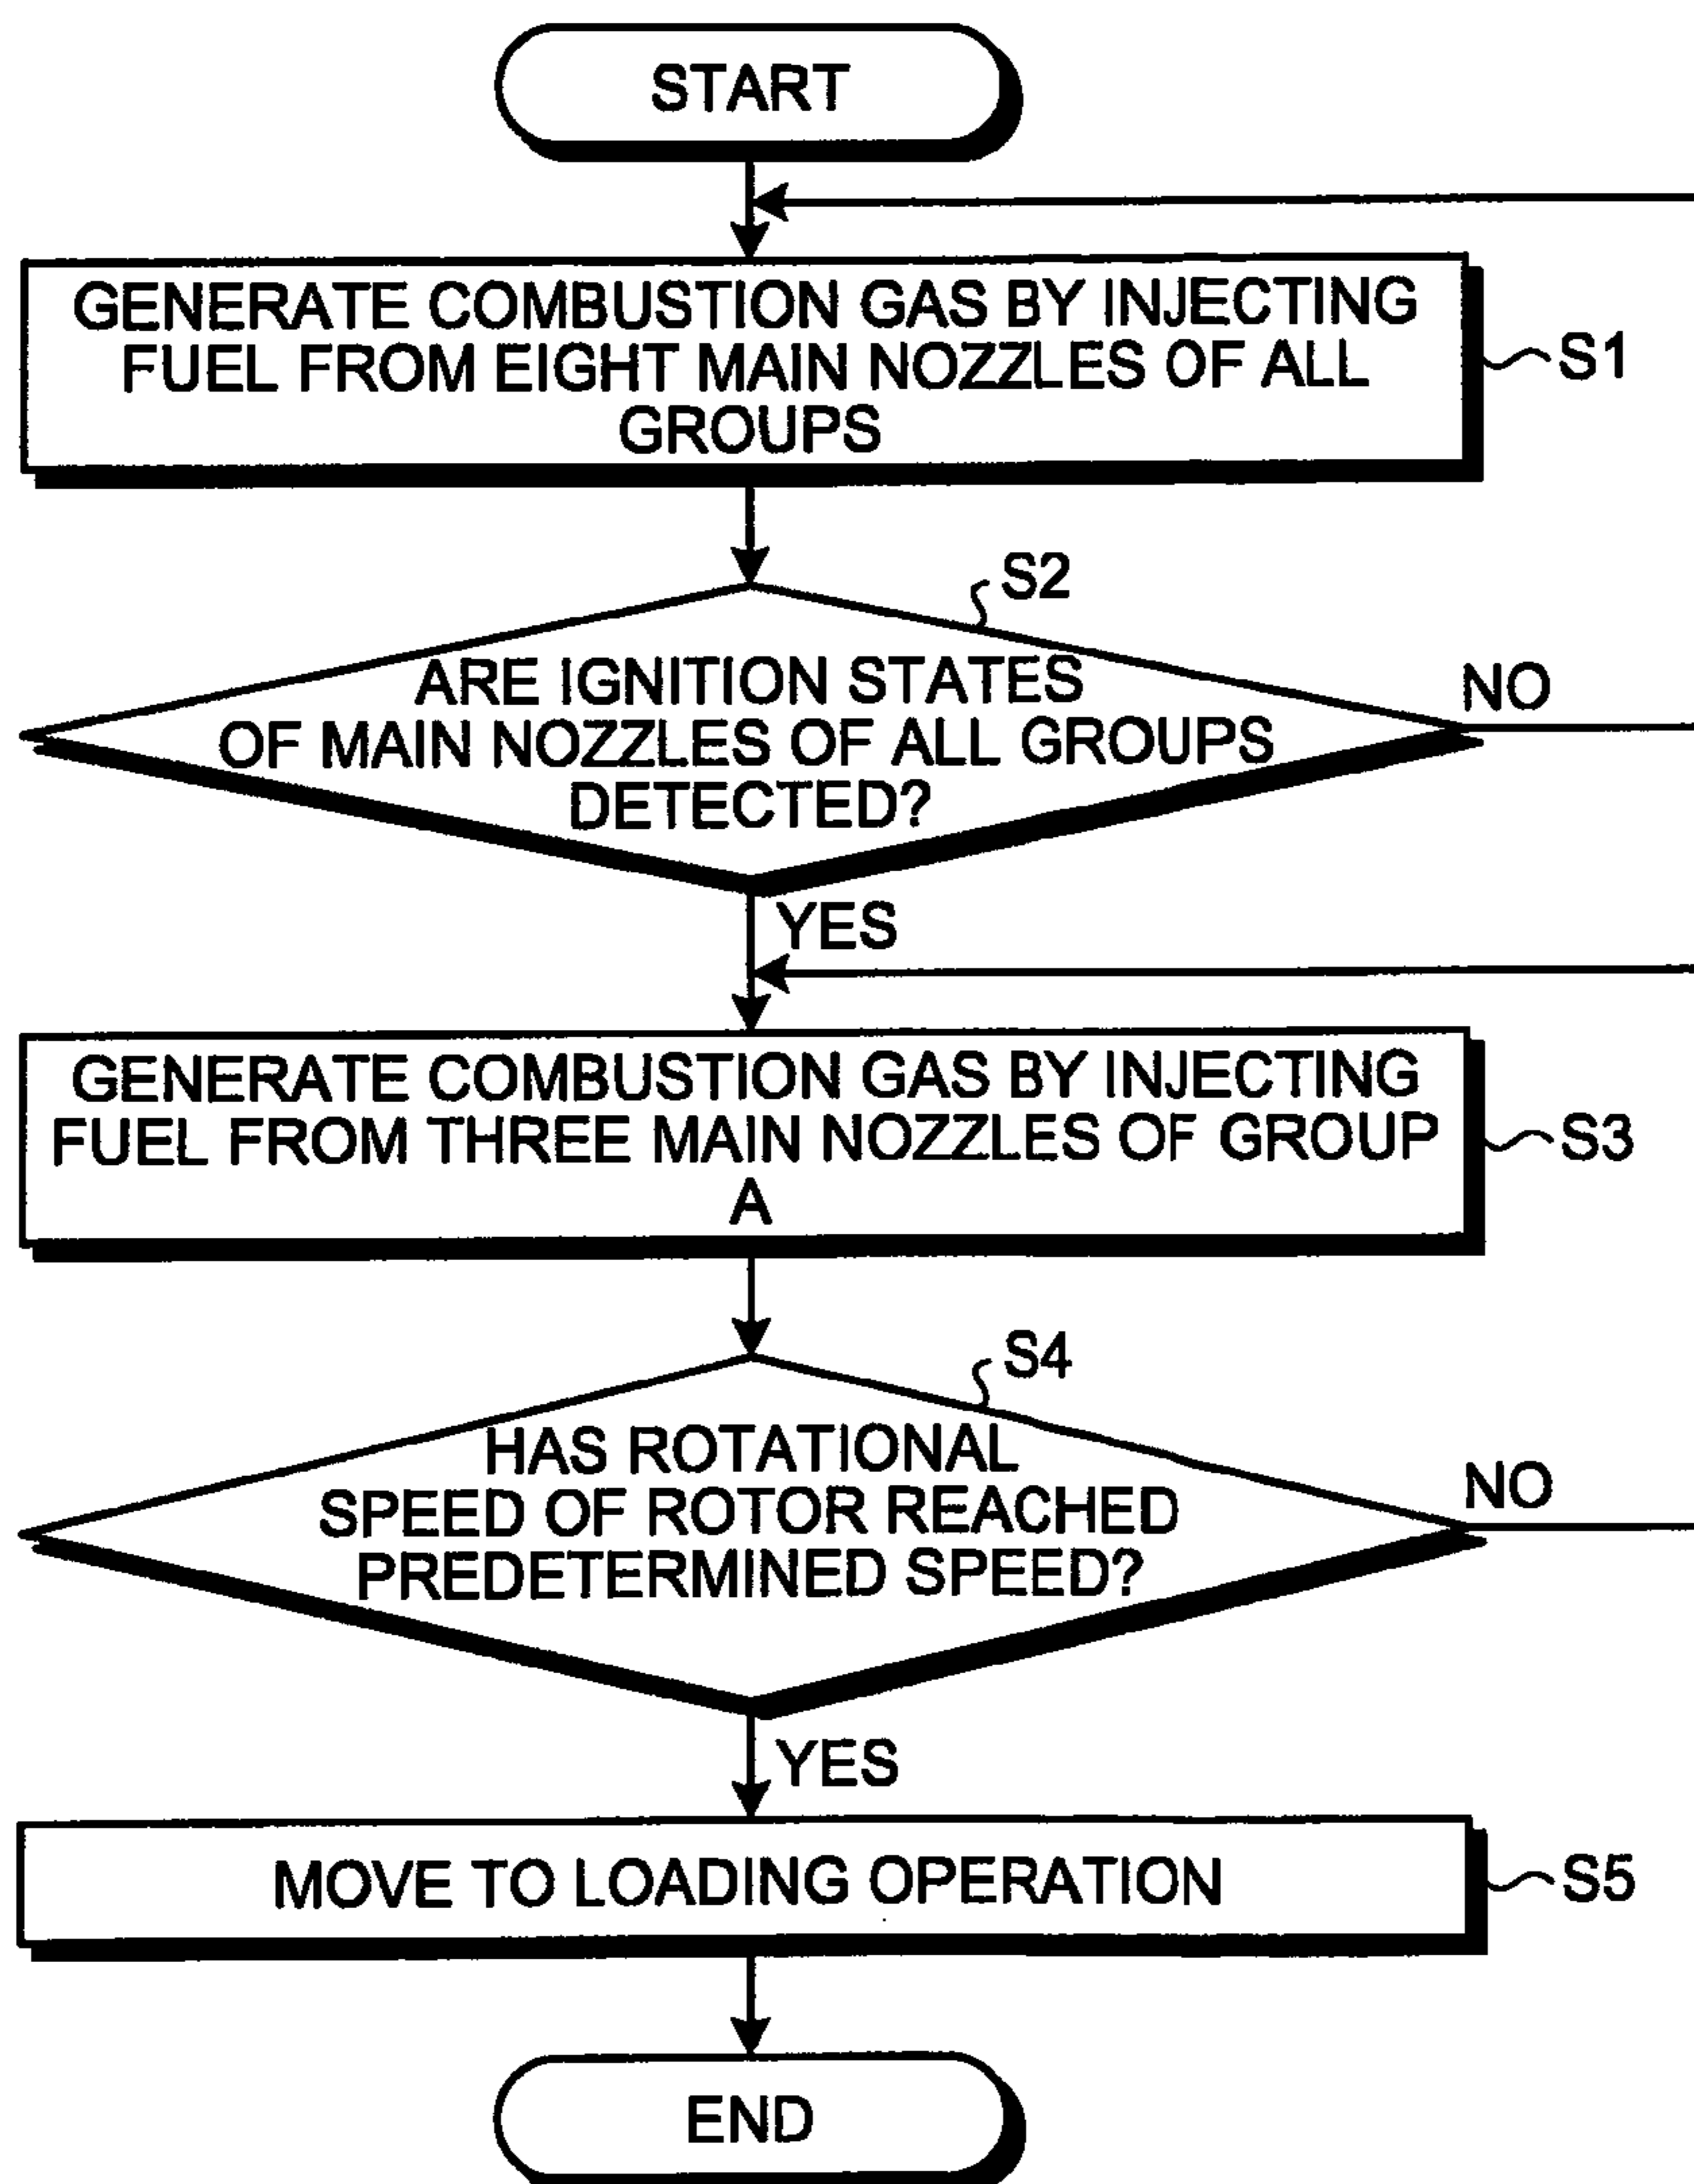 START
GENERATE COMBUSTION GAS BY INJECTING
FUEL FROM EIGHT MAIN NOZZLES OF ALL
GROUPS
S1
S2
ARE IGNITION STATES
OF MAIN NOZZLES OF ALL GROUPS
DETECTED?
NO
YES
GENERATE COMBUSTION GAS BY INJECTING
FUEL FROM THREE MAIN NOZZLES OF GROUP
A
S3
S4
HAS ROTATIONAL
SPEED OF ROTOR REACHED
PREDETERMINED SPEED?
NO
YES
MOVE TO LOADING OPERATION
S5
END